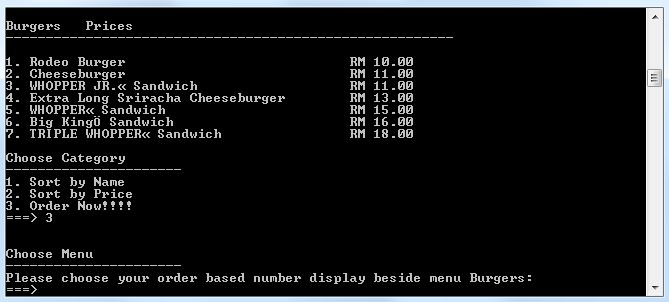 Burgers   Prices
--------------------------------------------------------
1. Rodeo Burger                            RM 10.00
2. Cheeseburger                            RM 11.00
3. WHOPPER JR.« Sandwich                   RM 11.00
4. Extra Long Sriracha Cheeseburger        RM 13.00
5. WHOPPER« Sandwich                       RM 15.00
6. Big KingÖ Sandwich                      RM 16.00
7. TRIPLE WHOPPER« Sandwich                RM 18.00
Choose Category
----------------------
1. Sort by Name
2. Sort by Price
3. Order Now!!!!
===> 3
Choose Menu
----------------------
Please choose your order based number display beside menu Burgers:
===>